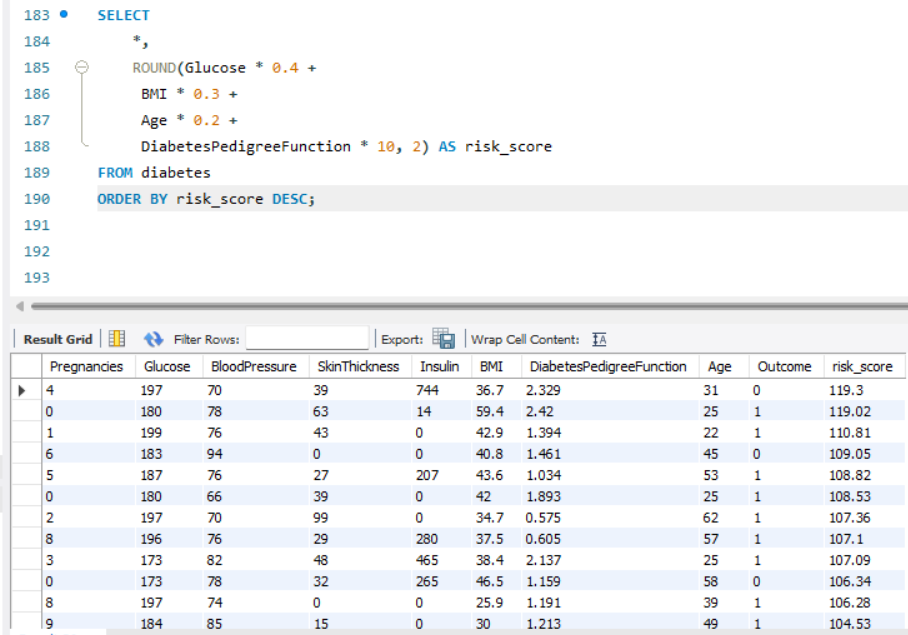 183 SELECT
184 *,
185 ROUND(Glucose * 0.4 +
186 BMI * 0.3 +
187 Age * 0.2 +
188 DiabetesPedigreeFunction * 10, 2) AS risk_score
189 FROM diabetes
190 ORDER BY risk_score DESC;
191
192
193
Result Grid Filter Rows: Export: Wrap Cell Content: IA
Pregnancies Glucose BloodPressure SkinThickness Insulin BMI DiabetesPedigreeFunction Age Outcome risk_score
4 197 70 39 744 36.7 2.329 31 0 119.3
0 180 78 63 14 59.4 2.42 25 1 119.02
1 199 76 43 0 42.9 1.394 22 1 110.81
6 183 94 0 0 40.8 1.461 45 0 109.05
5 187 76 27 207 43.6 1.034 53 1 108.82
0 180 66 39 0 42 1.893 25 1 108.53
2 197 70 99 0 34.7 0.575 62 1 107.36
8 196 76 29 280 37.5 0.605 57 1 107.1
3 173 82 48 465 38.4 2.137 25 1 107.09
0 173 78 32 265 46.5 1.159 58 0 106.34
8 197 74 0 0 25.9 1.191 39 1 106.28
9 184 85 15 0 30 1.213 49 1 104.53